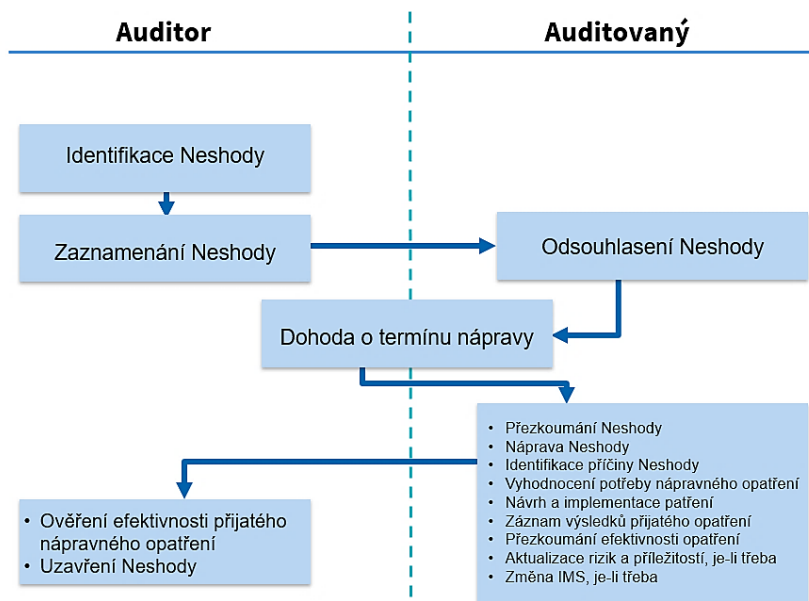 Auditor
Auditovaný
Identifikace Neshody
Zaznamenání Neshody
Odsouhlasení Neshody
Dohoda o termínu nápravy
• Přezkoumání Neshody
• Náprava Neshody
• Identifikace příčiny Neshody
• Vyhodnocení potřeby nápravného opatření
• Návrh a implementace patření
• Záznam výsledků přijatého opatření
• Přezkoumání efektivnosti opatření
• Aktualizace rizik a příležitostí, je-li třeba
• Změna IMS, je-li třeba
• Ověření efektivnosti přijatého
nápravného opatření
• Uzavření Neshody